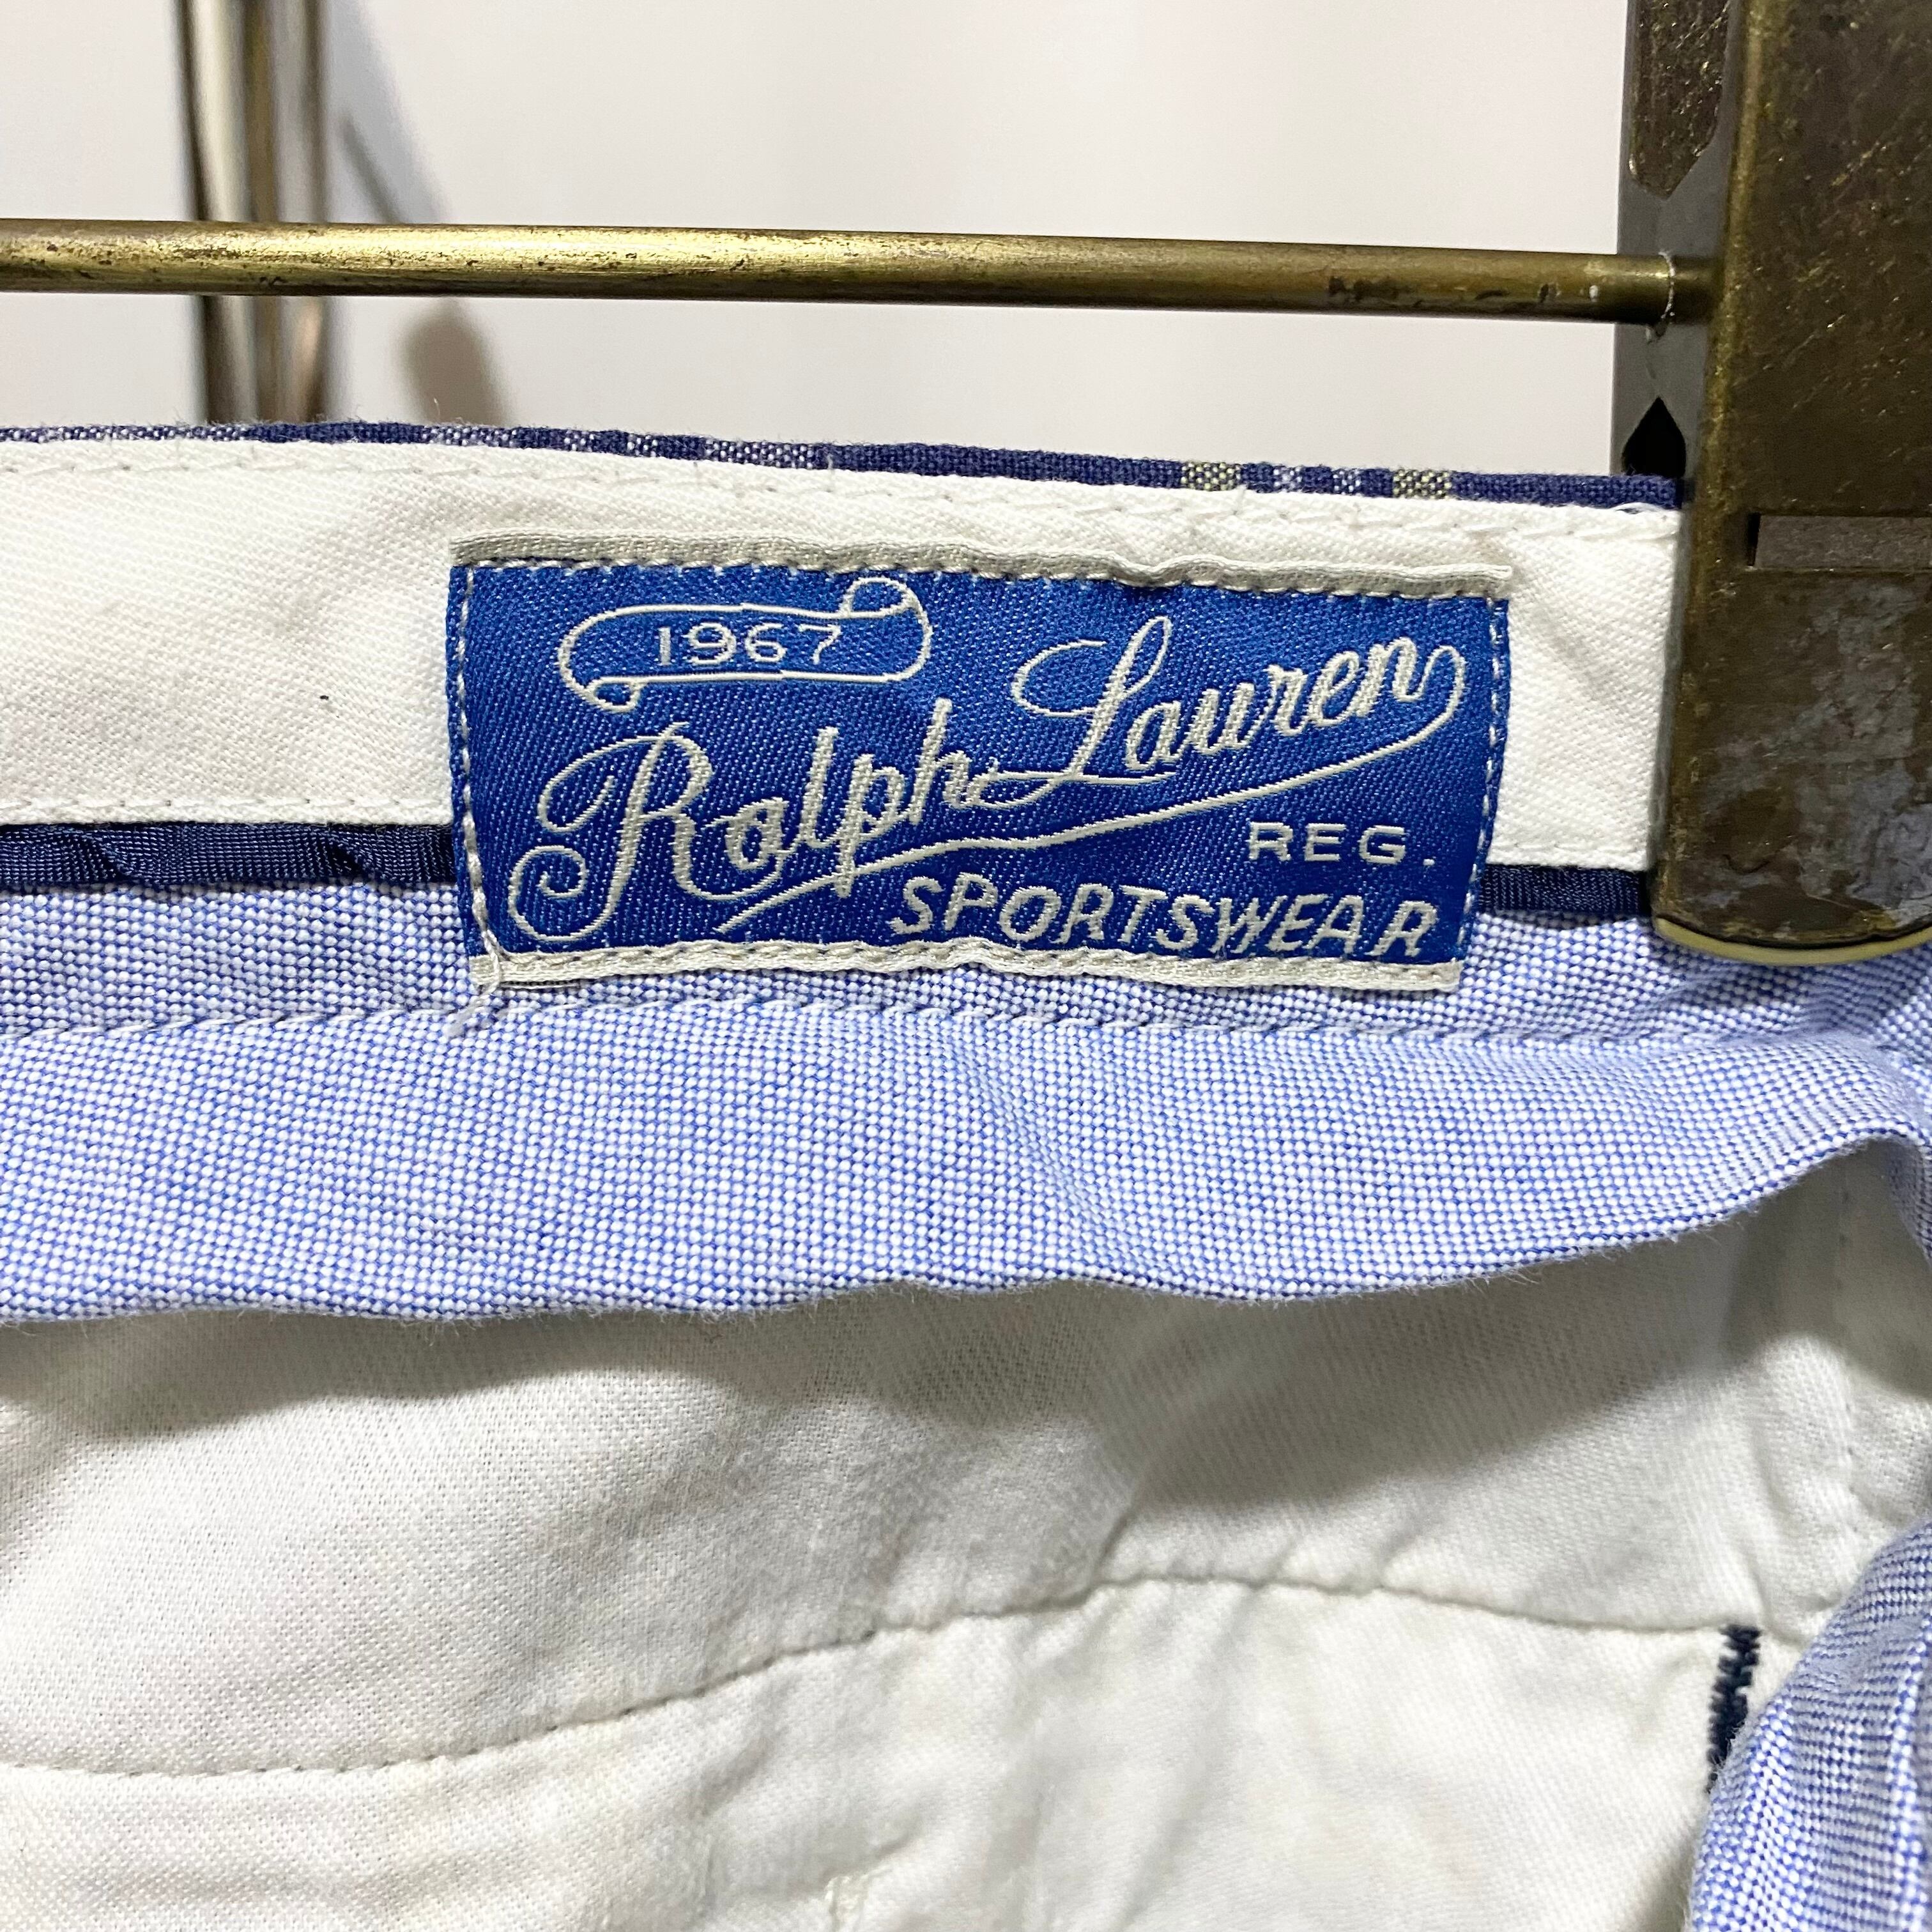 1967
Ralph Lauren
REG.
SPORTSWEAR